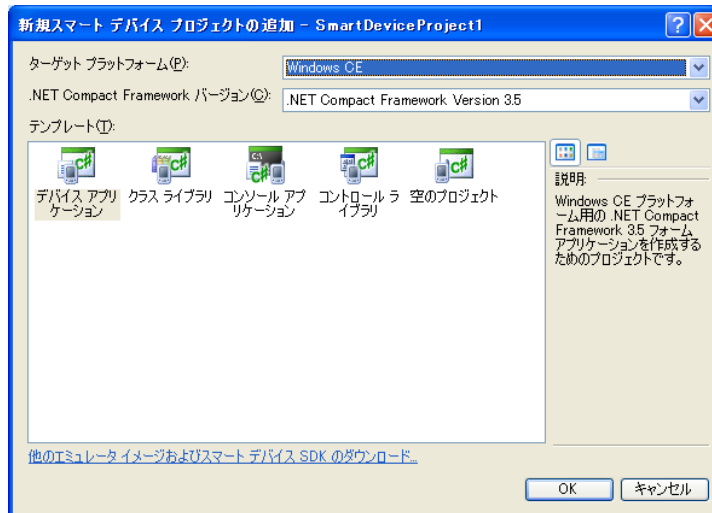 新規スマート デバイス プロジェクトの追加 - SmartDeviceProject1
ターゲット プラットフォーム(P):
Windows CE
.NET Compact Framework バージョン(C):
.NET Compact Framework Version 3.5
テンプレート(T):
デバイス アプリ
ケーション
クラス ライブラリ
コンソール アプ
リケーション
コントロール ラ
イブラリ
空のプロジェクト
説明:
Windows CE プラットフォ
ーム用の .NET Compact
Framework 3.5 フォーム
アプリケーションを作成する
ためのプロジェクトです。
他のエミュレータ イメージおよびスマート デバイス SDK のダウンロード...
OK
キャンセル